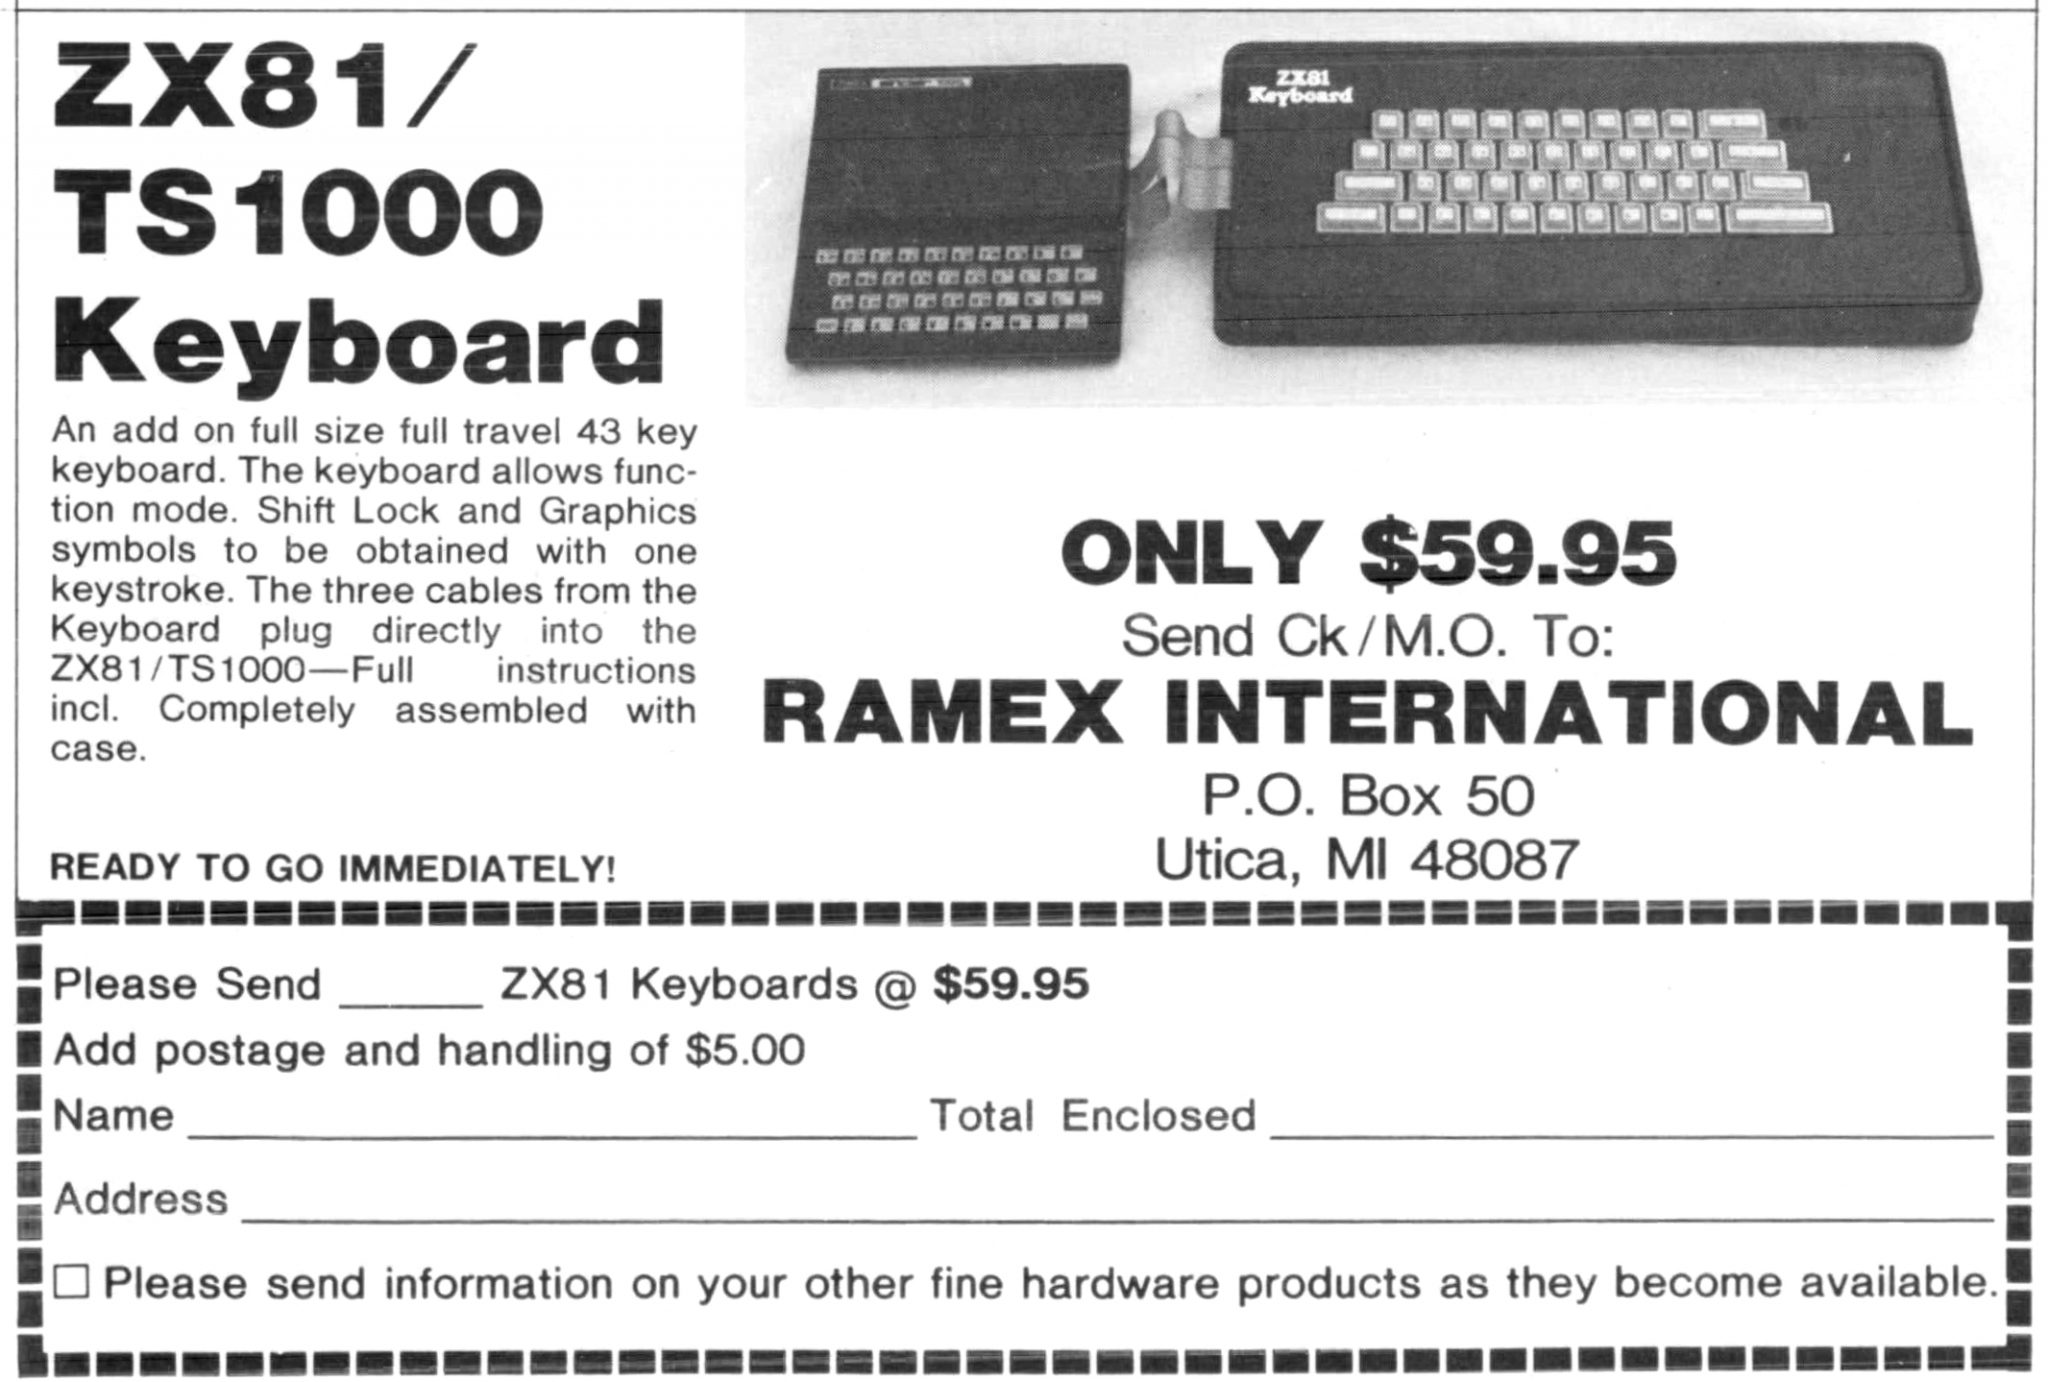 ZX81/
TS1000
Keyboard
An add on full size full travel 43 key
keyboard. The keyboard allows func-
tion mode. Shift Lock and Graphics
symbols to be obtained with one
keystroke. The three cables from the
Keyboard plug directly into the
ZX81/TS1000—Full instructions
incl. Completely assembled with
case.
READY TO GO IMMEDIATELY!
ZX81
Keyboard
ONLY $59.95
Send Ck/M.O. To:
RAMEX INTERNATIONAL
P.O. Box 50
Utica, MI 48087
Please Send _____ ZX81 Keyboards @ $59.95
Add postage and handling of $5.00
Name _____ Total Enclosed _____
Address _____
☐ Please send information on your other fine hardware products as they become available.